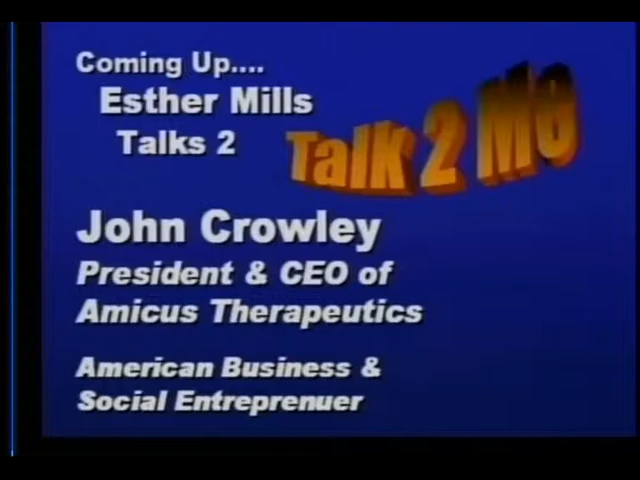 Coming Up....
Esther Mills
Talks 2
Talk 2 Me
John Crowley
President & CEO of
Amicus Therapeutics
American Business &
Social Entreprenuer